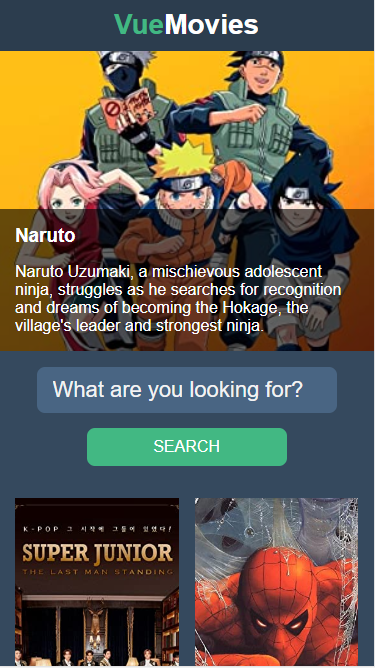 VueMovies
Naruto
Naruto Uzumaki, a mischievous adolescent
ninja, struggles as he searches for recognition
and dreams of becoming the Hokage, the
village's leader and strongest ninja.
What are you looking for?
SEARCH
K-POP 그 시작에 그들이 있었다!
SUPER JUNIOR
THE LAST MAN STANDING